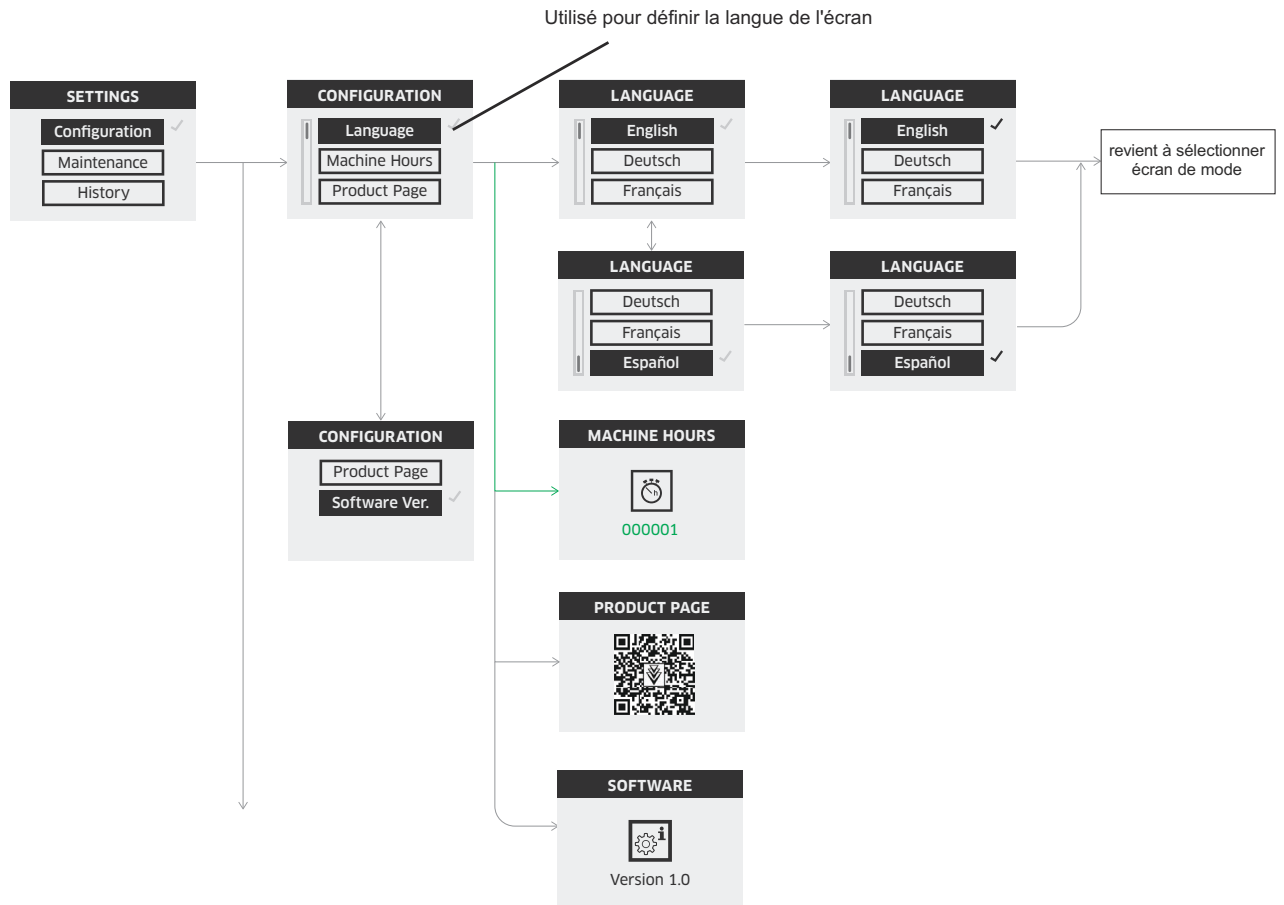 Utilisé pour définir la langue de l'écran
SETTINGS
Configuration
Maintenance
History
CONFIGURATION
Language
Machine Hours
Product Page
LANGUAGE
English
Deutsch
Français
LANGUAGE
English
Deutsch
Français
revient à sélectionner
écran de mode
LANGUAGE
Deutsch
Français
Español
LANGUAGE
Deutsch
Français
Español
CONFIGURATION
Product Page
Software Ver.
MACHINE HOURS
h
000001
PRODUCT PAGE
SOFTWARE
i
Version 1.0